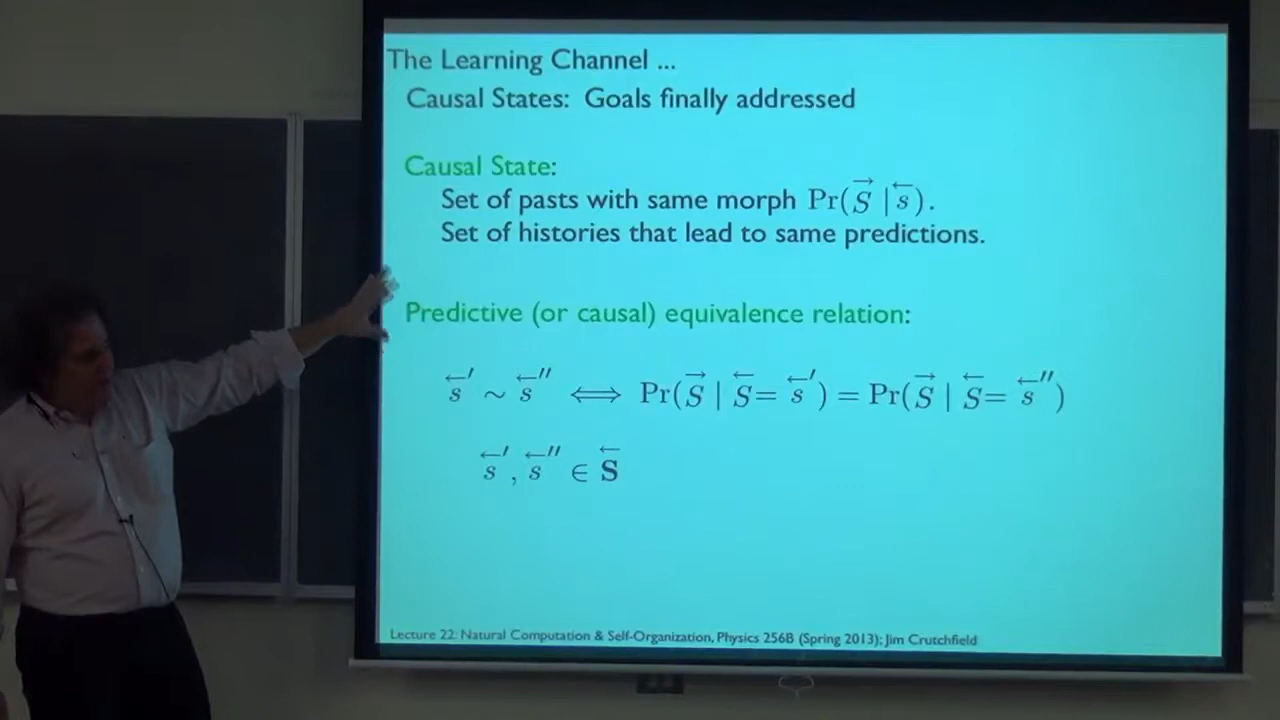 The Learning Channel ...
Causal States: Goals finally addressed
Causal State:
Set of pasts with same morph Pr(S⃗ |s⃖).
Set of histories that lead to same predictions.
Predictive (or causal) equivalence relation:
s⃖′ ∼ s⃖′′ ⟺ Pr(S⃗ | S⃖ = s⃖′) = Pr(S⃗ | S⃖ = s⃖′′)
s⃖′, s⃖′′ ∈ S⃖
Lecture 22: Natural Computation & Self-Organization, Physics 256B (Spring 2013); Jim Crutchfield